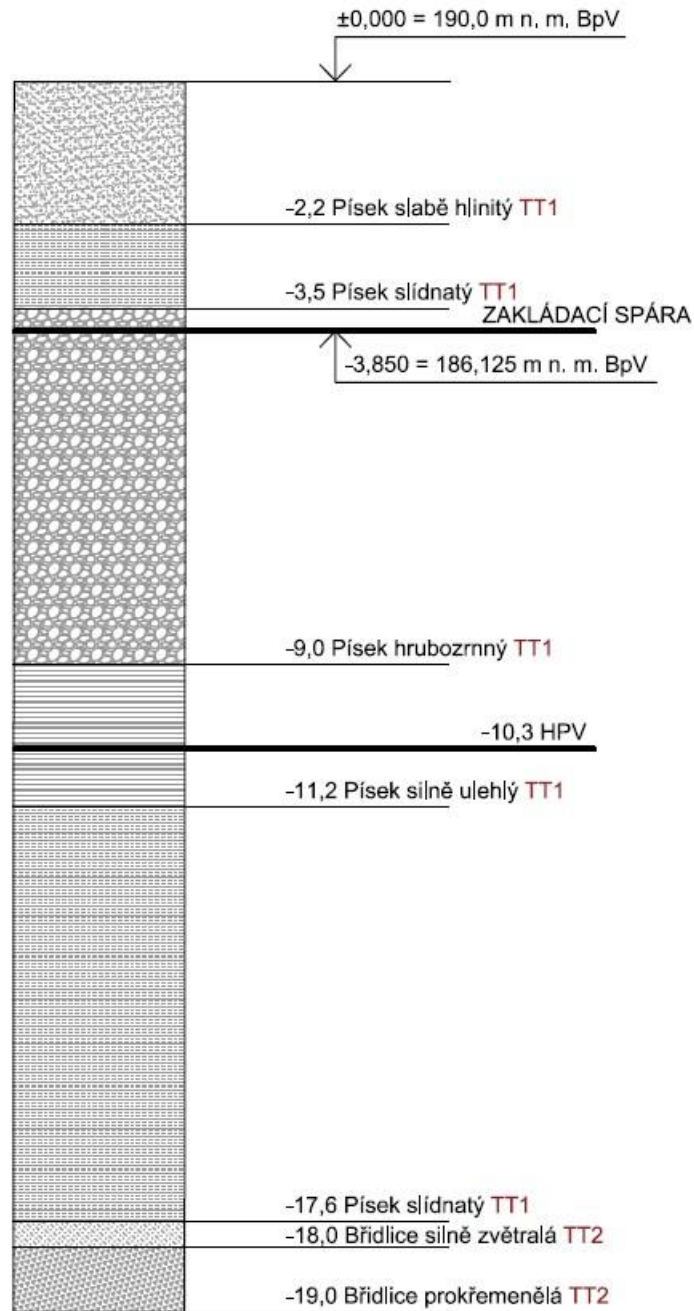 ±0,000 = 190,0 m n. m. BpV
-2,2 Písek slabě hlinitý TT1
-3,5 Písek slídnatý TT1
ZAKLÁDACÍ SPÁRA
-3,850 = 186,125 m n. m. BpV
-9,0 Písek hrubozrnný TT1
-10,3 HPV
-11,2 Písek silně ulehlý TT1
-17,6 Písek slídnatý TT1
-18,0 Břidlice silně zvětralá TT2
-19,0 Břidlice prokřemenělá TT2